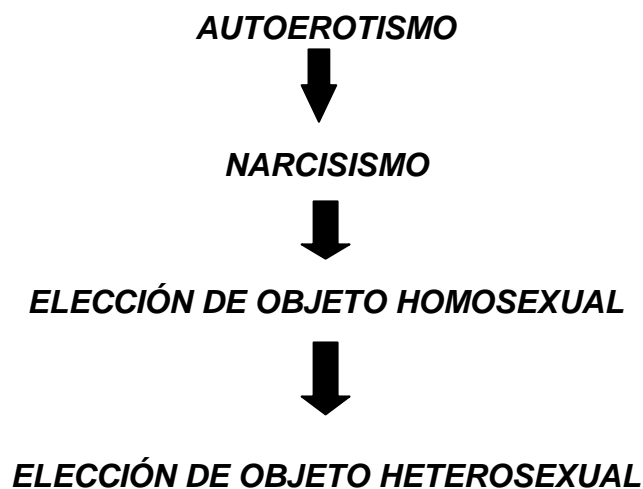 AUTOEROTISMO
NARCISISMO
ELECCIÓN DE OBJETO HOMOSEXUAL
ELECCIÓN DE OBJETO HETEROSEXUAL